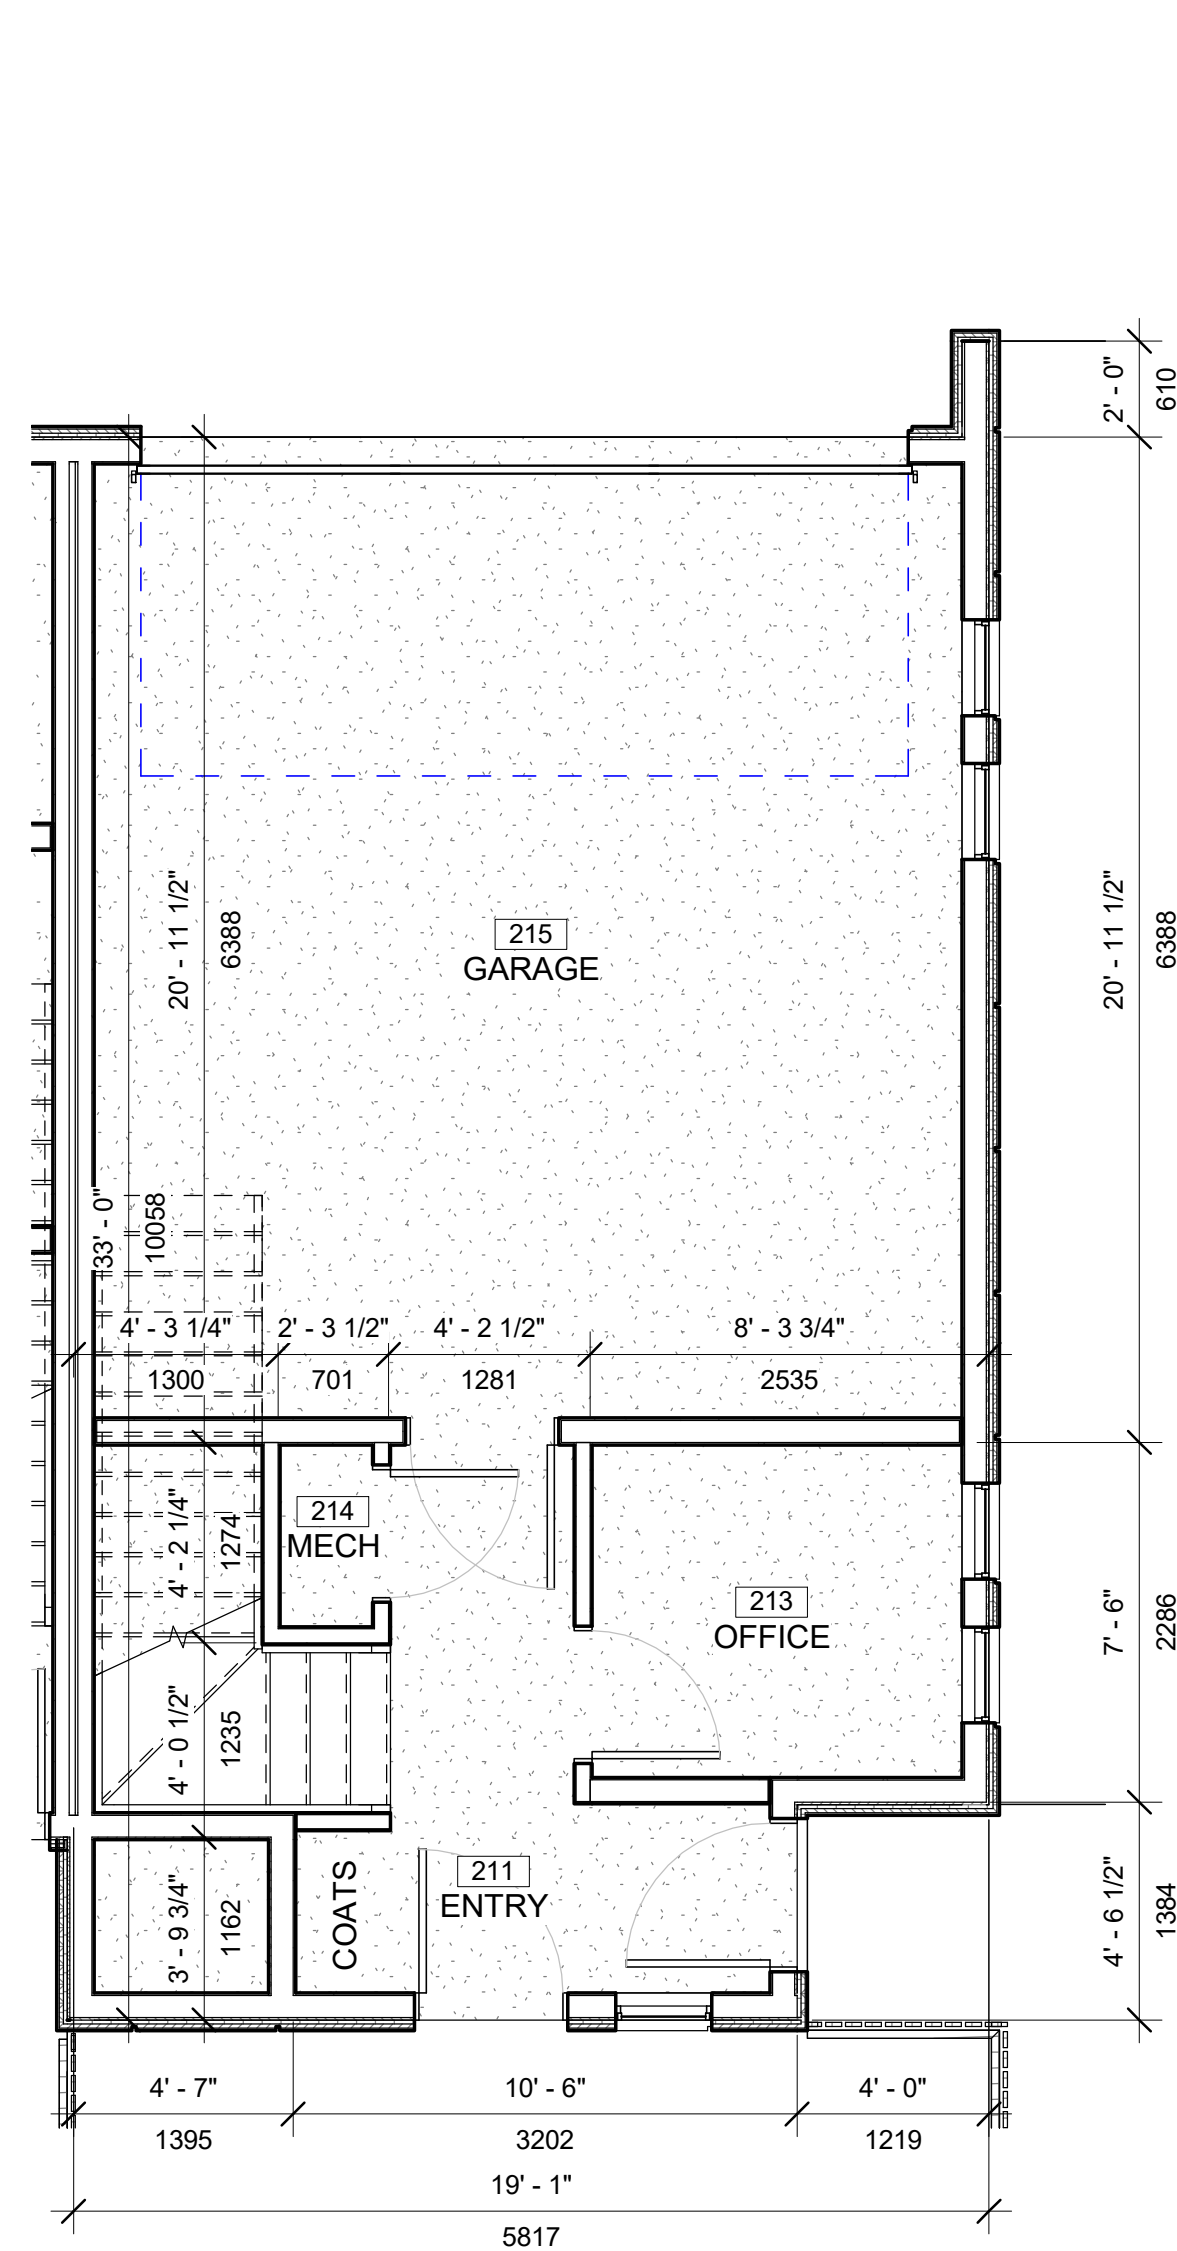 2' - 0"
610
20' - 11 1/2"
6388
20' - 11 1/2"
6388
215
GARAGE
33' - 0"
10058
4' - 3 1/4"
2' - 3 1/2"
4' - 2 1/2"
8' - 3 3/4"
1300
701
1281
2535
4' - 2 1/4"
1274
214
MECH
213
OFFICE
7' - 6"
2286
4' - 0 1/2"
1235
3' - 9 3/4"
1162
COATS
211
ENTRY
4' - 6 1/2"
1384
4' - 7"
10' - 6"
4' - 0"
1395
3202
1219
19' - 1"
5817